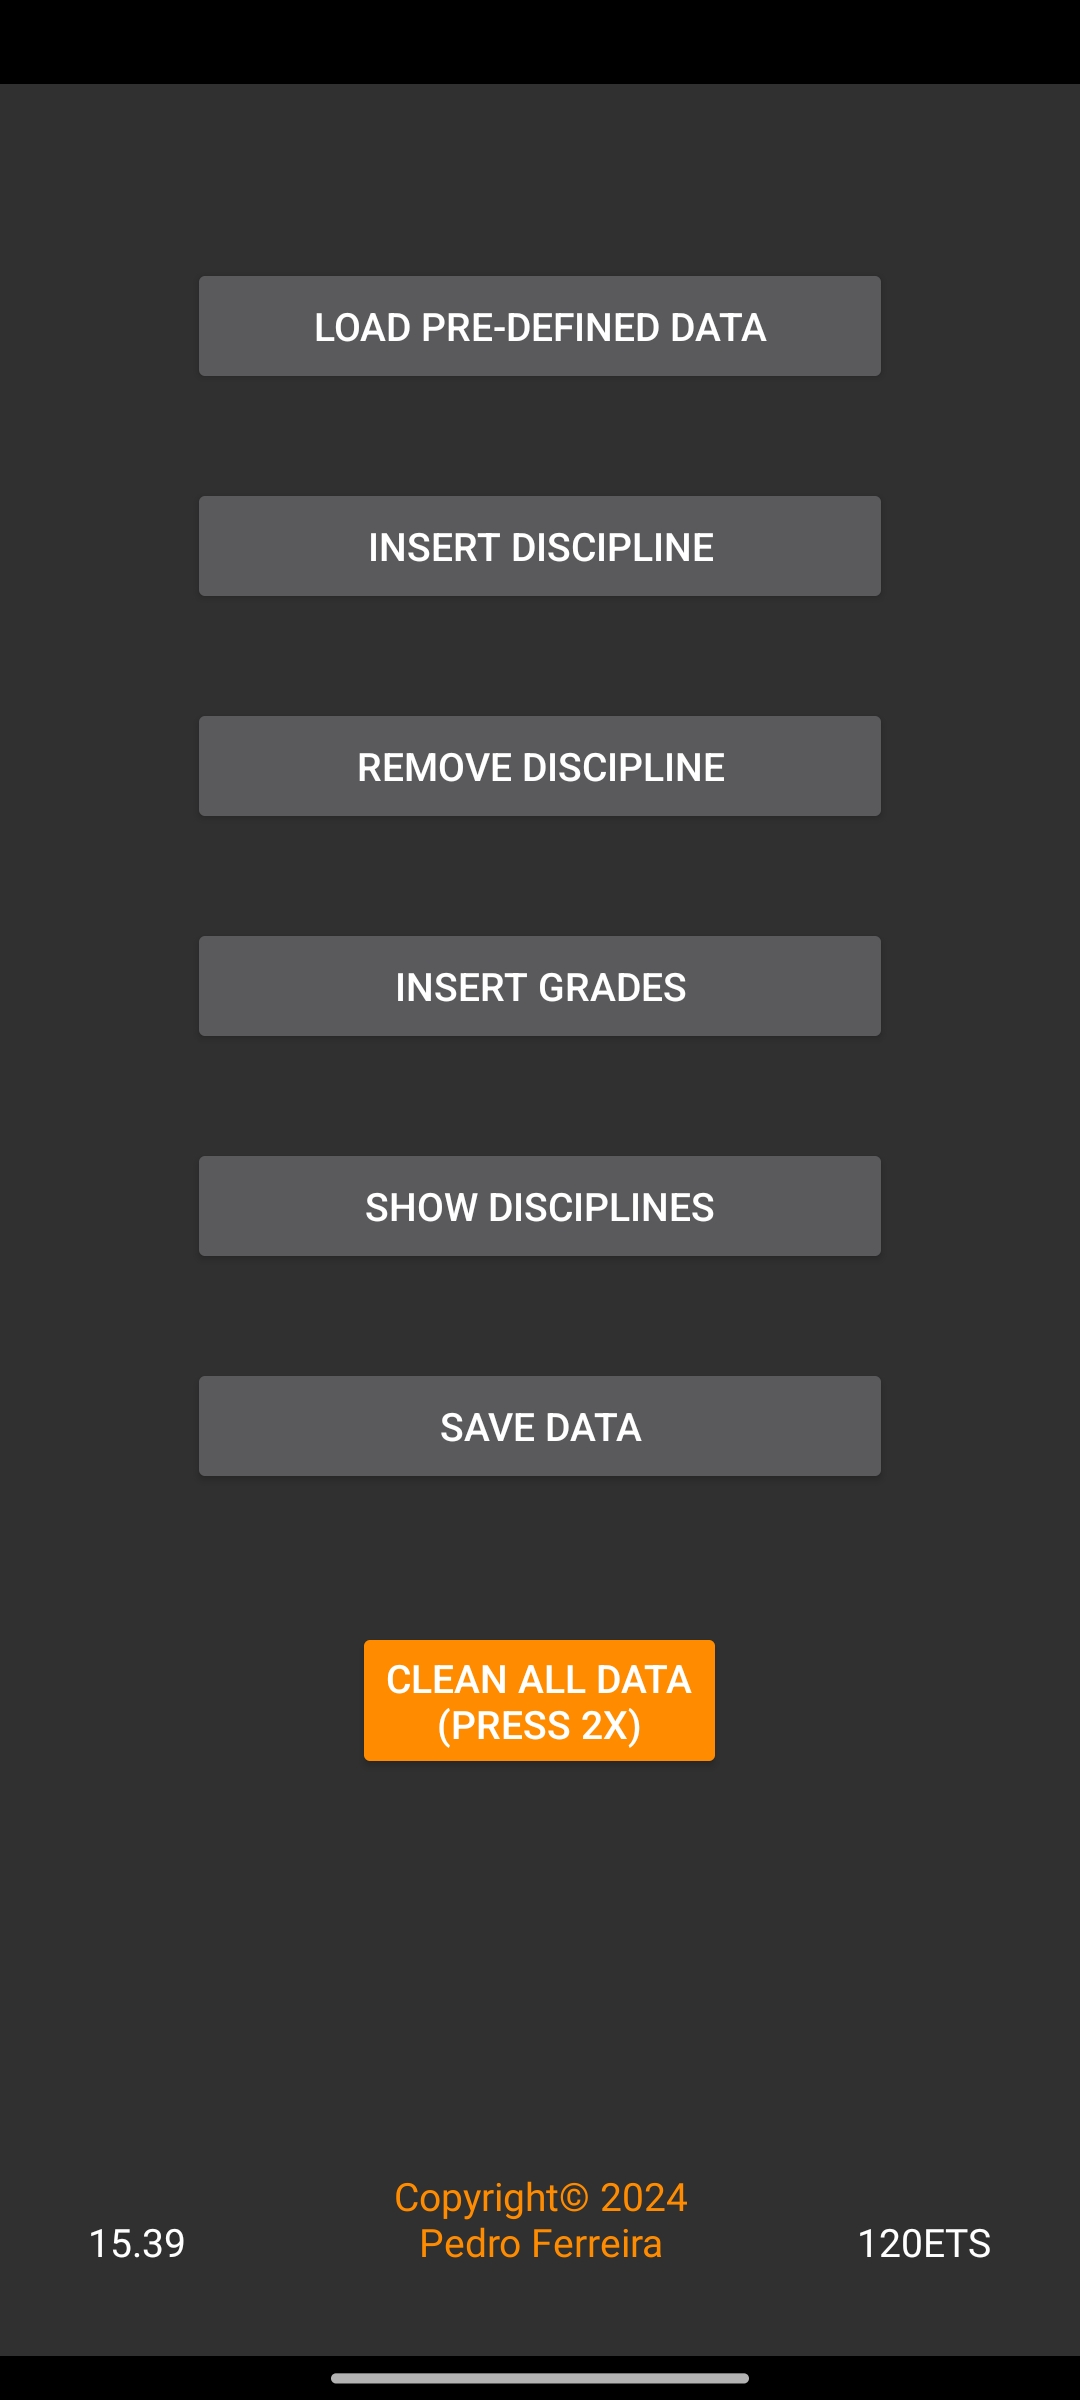 LOAD PRE-DEFINED DATA
INSERT DISCIPLINE
REMOVE DISCIPLINE
INSERT GRADES
SHOW DISCIPLINES
SAVE DATA
CLEAN ALL DATA
(PRESS 2X)
Copyright© 2024
15.39 Pedro Ferreira 120ETS